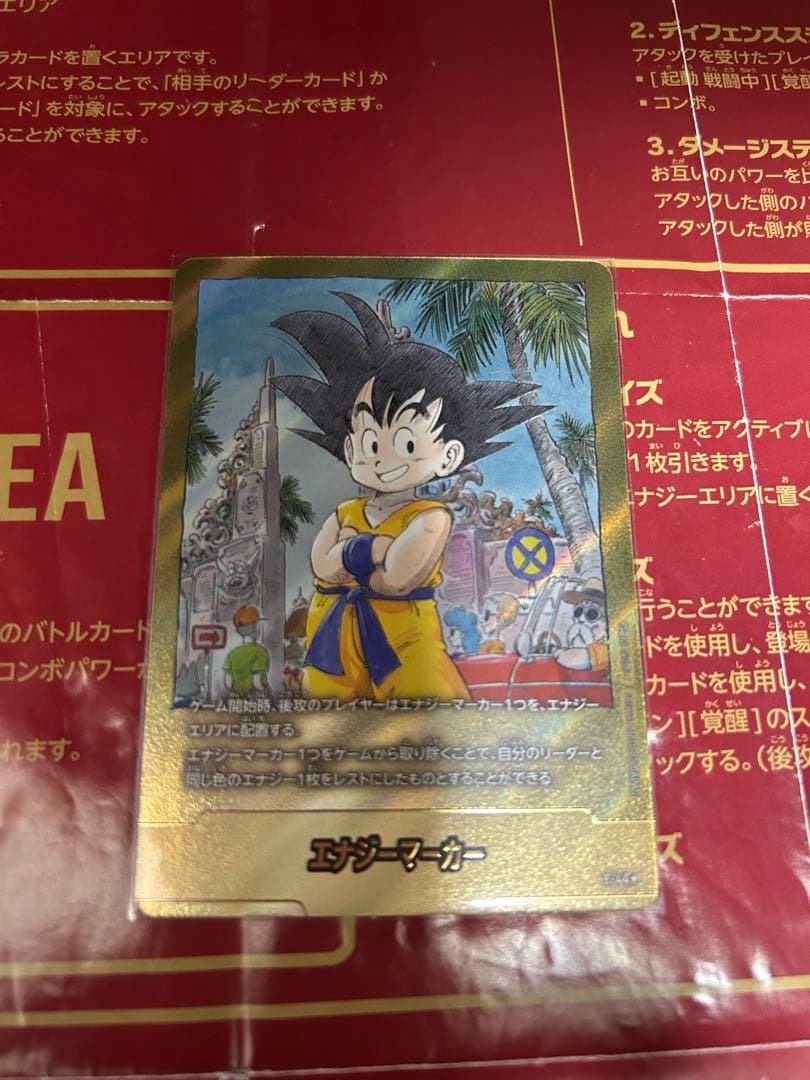 エリア
ラカードを置くエリアです。
レストにすることで、「相手のリーダーカード」か
ード」を対象に、アタックすることができます。
ることができます。
2.ディフェンスス
アタックを受けたプレイ
▪[起動 戦闘中][覚
▪コンボ。
3.ダメージステ
お互いのパワーを比
アタックした側のパ
アタックした側が
EA
のバトルカード
コンボパワー
れます。
イズ
のカードをアクティブ
1枚引きます。
ナジーエリアに置く
ズ
行うことができます
ドを使用し、登場
カードを使用し、
ン][覚醒]のス
ックする。(後攻
ズ
ゲーム開始時、後攻のプレイヤーはエナジーマーカー1つを、エナジー
エリアに配置する。
エナジーマーカー1つをゲームから取り除くことで、自分のリーダーと
同じ色のエナジー1枚をレストにしたものとすることができる。
エナジーマーカー